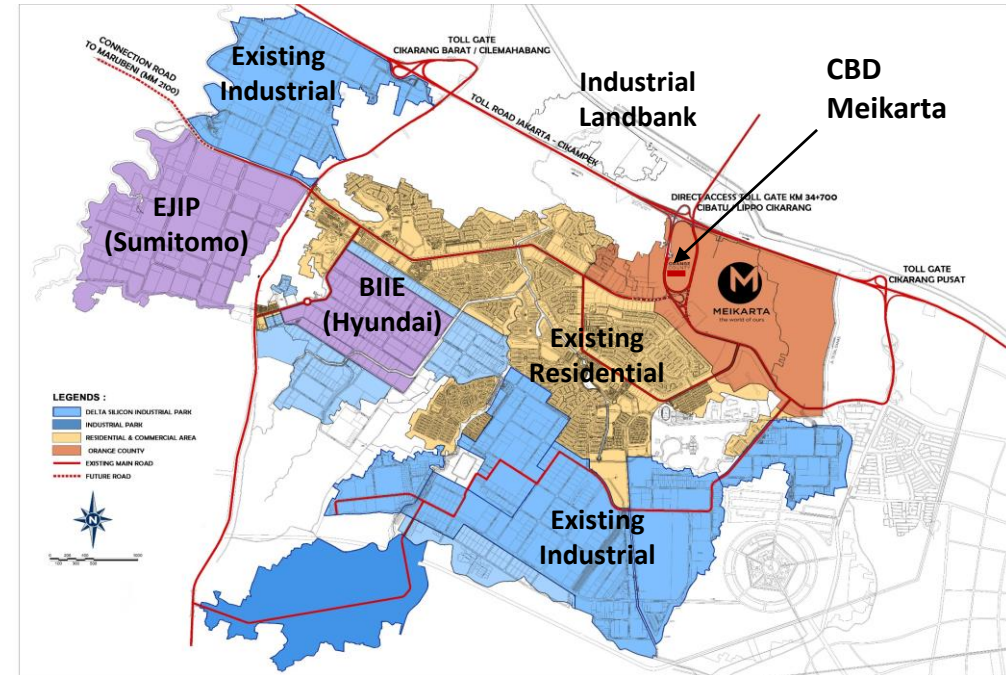 TOLL GATE
CIKARANG BARAT / CILEMAHABANG
Existing
Industrial
CONNECTION ROAD
TO MARUBENI (MM 2100)
Industrial
Landbank
CBD
Meikarta
TOLL ROAD JAKARTA - CIKAMPEK
DIRECT ACCESS TOLL GATE KM 34+700
CIBATU / LIPPO CIKARANG
EJIP
(Sumitomo)
BIIE
(Hyundai)
M
MEIKARTA
the world of ours
TOLL GATE
CIKARANG PUSAT
Existing
Residential
LEGENDS :
DELTA SILICON INDUSTRIAL PARK
INDUSTRIAL PARK
RESIDENTIAL & COMMERCIAL AREA
ORANGE COUNTY
EXISTING MAIN ROAD
FUTURE ROAD
N
Existing
Industrial